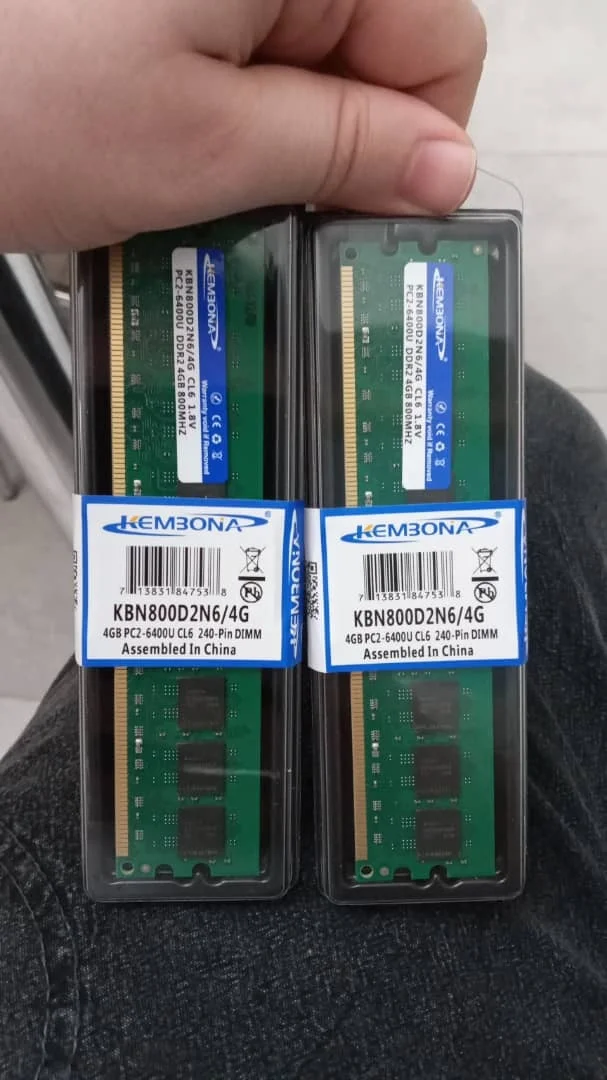 KEMBONA
KBN800D2N6/4G CL6 1.8V
PC2-6400U DDR2 4GB 800MHZ
Warranty void if Removed
KEMBONA
KBN800D2N6/4G CL6 1.8V
PC2-6400U DDR2 4GB 800MHZ
Warranty void if Removed
KEMBONA®
7 13831 84753 8
KBN800D2N6/4G
4GB PC2-6400U CL6 240-Pin DIMM
Assembled In China
KEMBONA
KEMBONA®
7 13831 84753 8
KBN800D2N6/4G
4GB PC2-6400U CL6 240-Pin DIMM
Assembled In China
KEMBONA